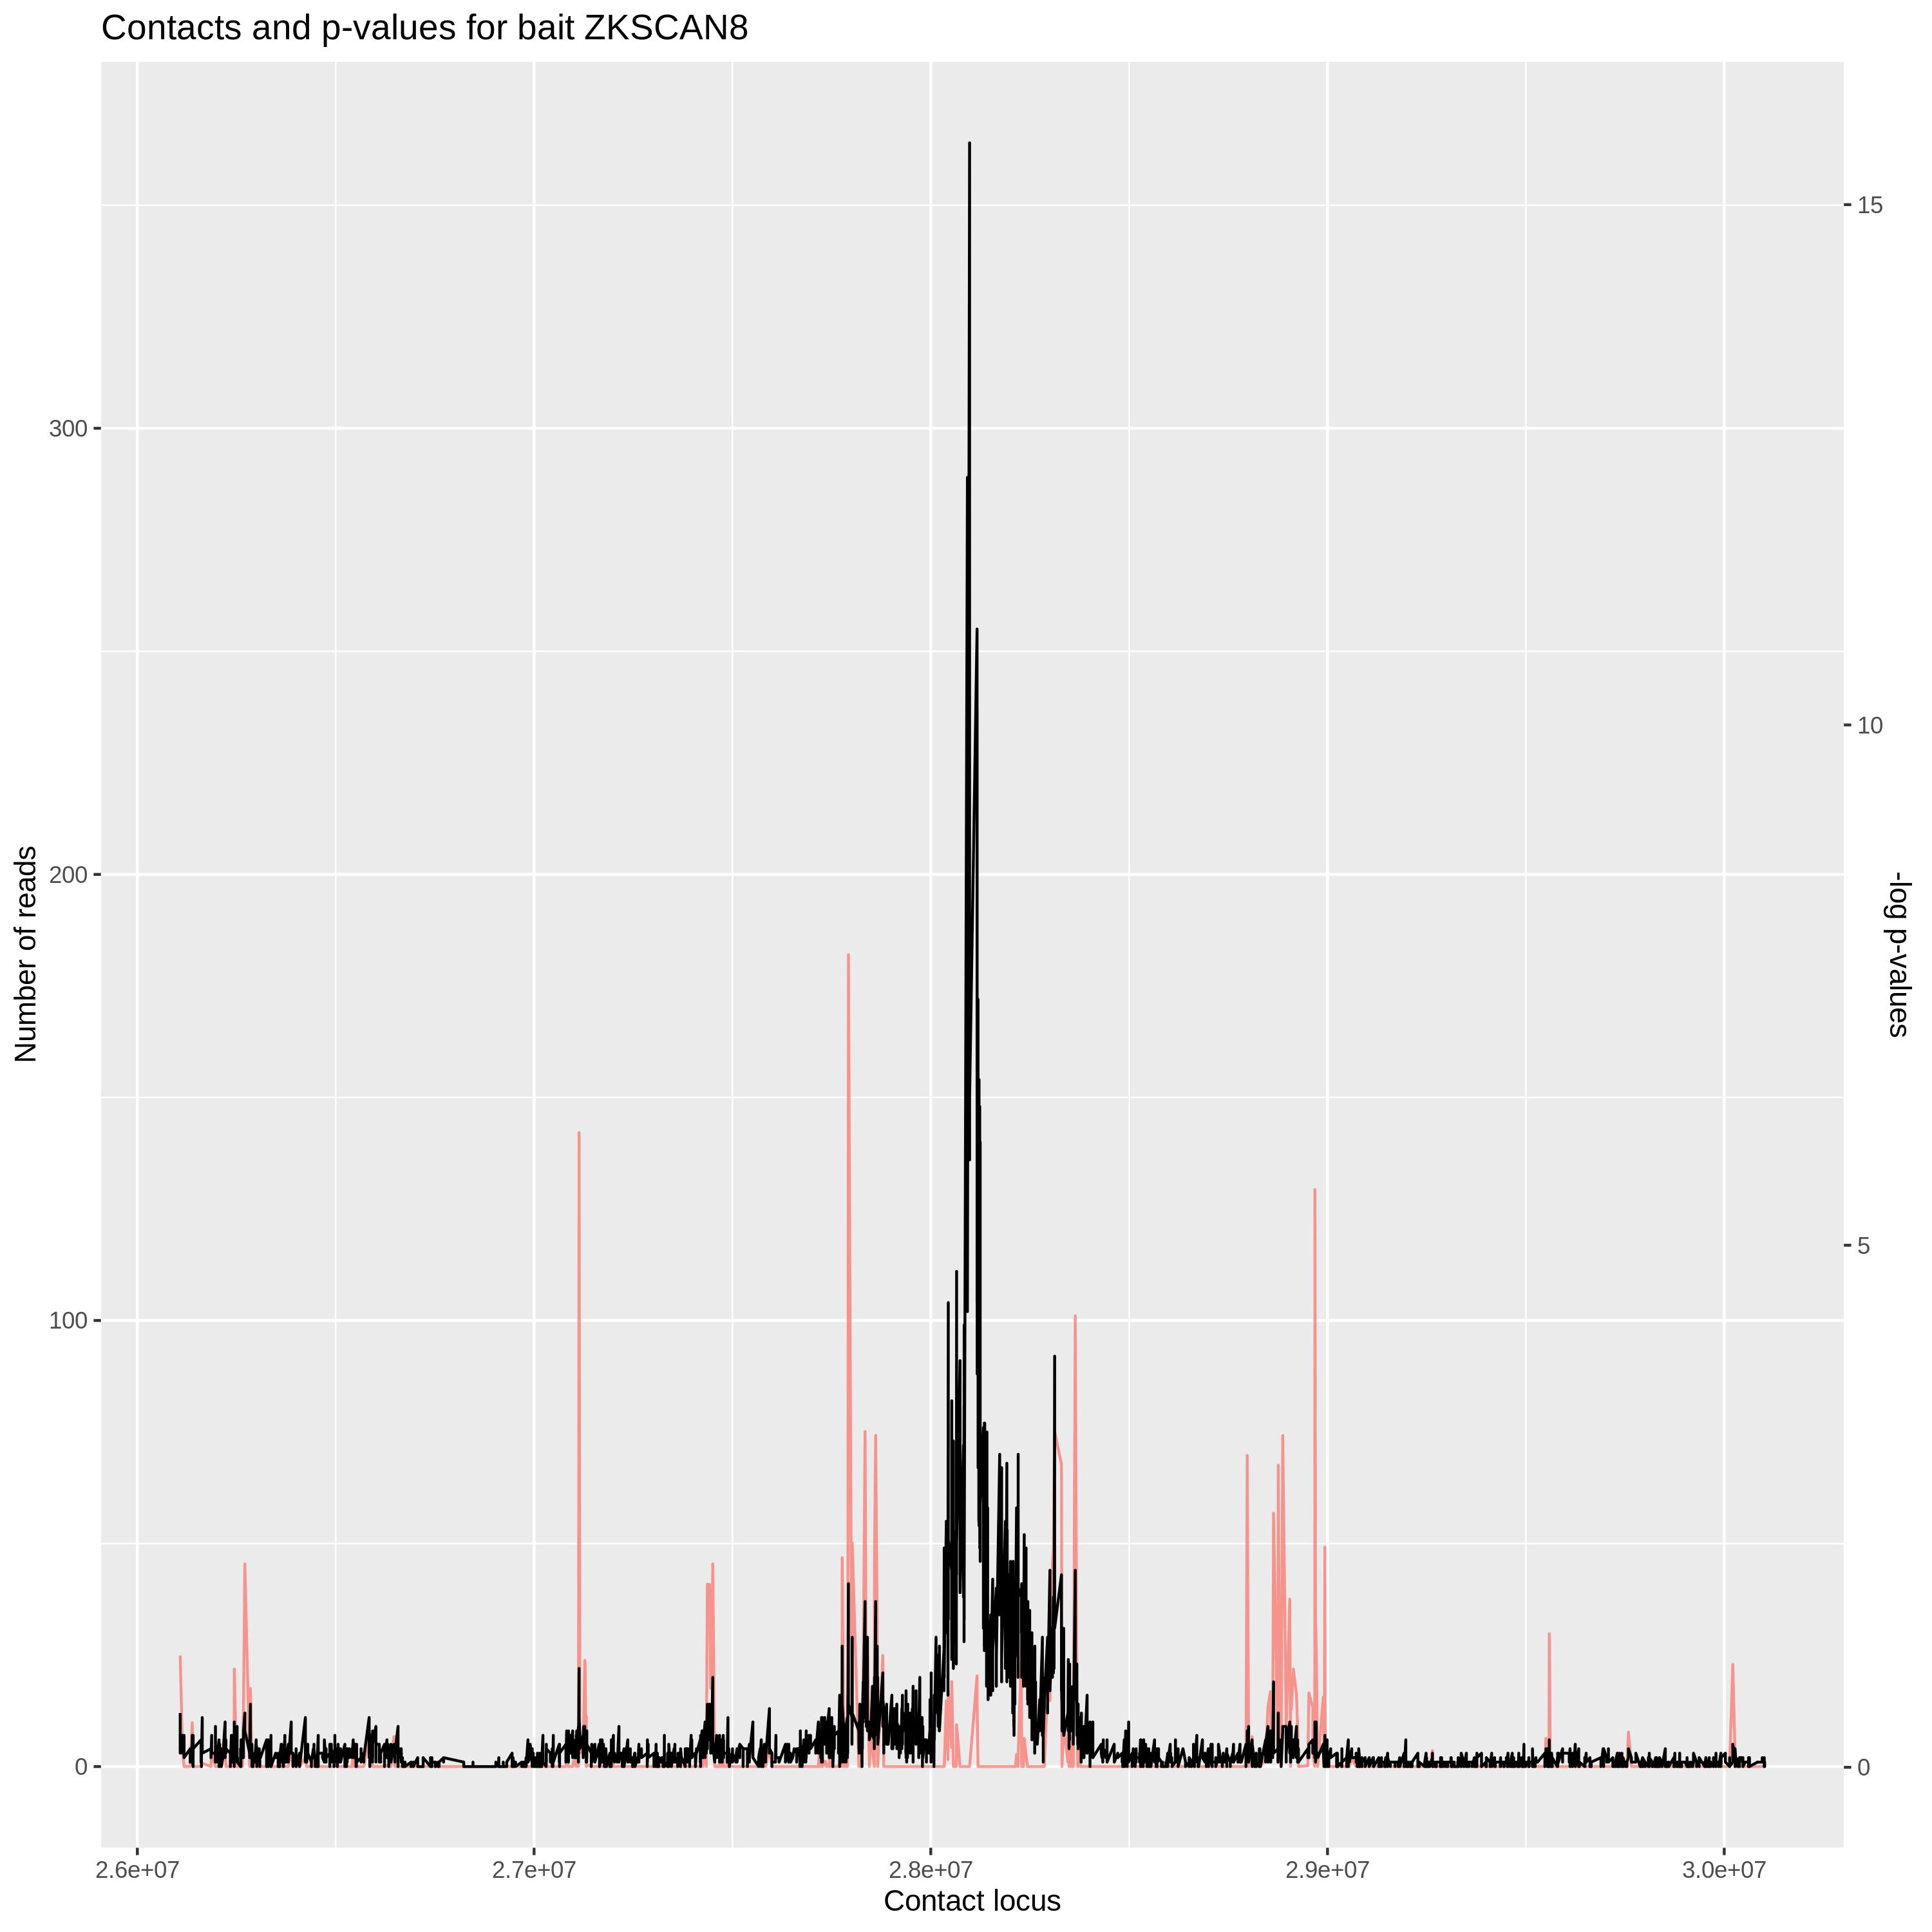 Contacts and p-values for bait ZKSCAN8
300
200
100
0
Number of reads
15
10
5
0
-log p-values
2.6e+07
2.7e+07
2.8e+07
2.9e+07
3.0e+07
Contact locus